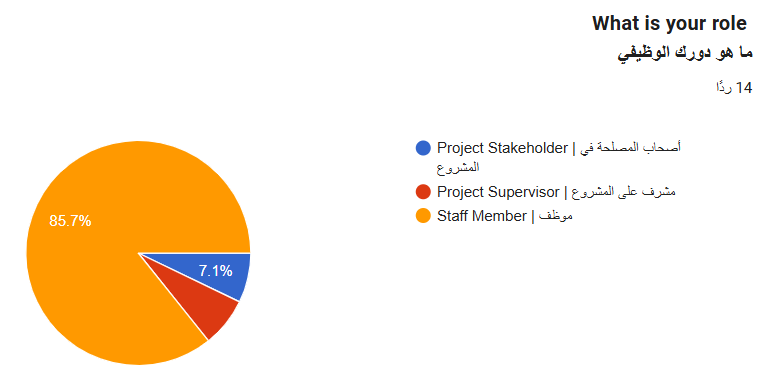 What is your role
ما هو دورك الوظيفي
14 ردًا
Project Stakeholder | أصحاب المصلحة في
المشروع
Project Supervisor | مشرف على المشروع
Staff Member | موظف
85.7%
7.1%